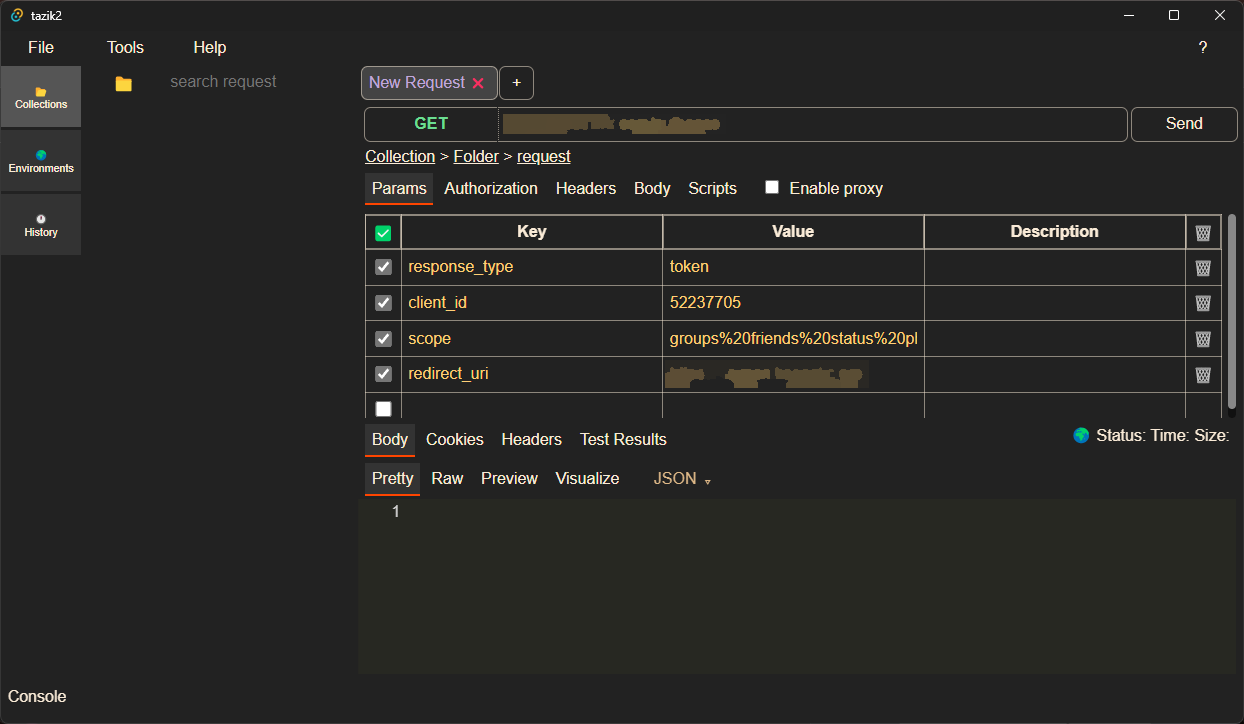 tazik2
File Tools Help ?
Collections
Environments
History
search request
New Request +
GET Send
Collection > Folder > request
Params Authorization Headers Body Scripts Enable proxy
Key Value Description
response_type token
client_id 52237705
scope groups%20friends%20status%20pl
redirect_uri
Body Cookies Headers Test Results Status: Time: Size:
Pretty Raw Preview Visualize JSON
1
Console